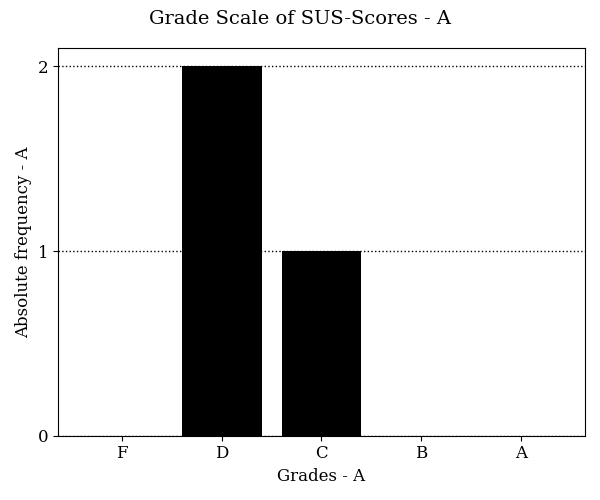 Grade Scale of SUS-Scores - A
2
1
0
Absolute frequency - A
F D C B A
Grades - A